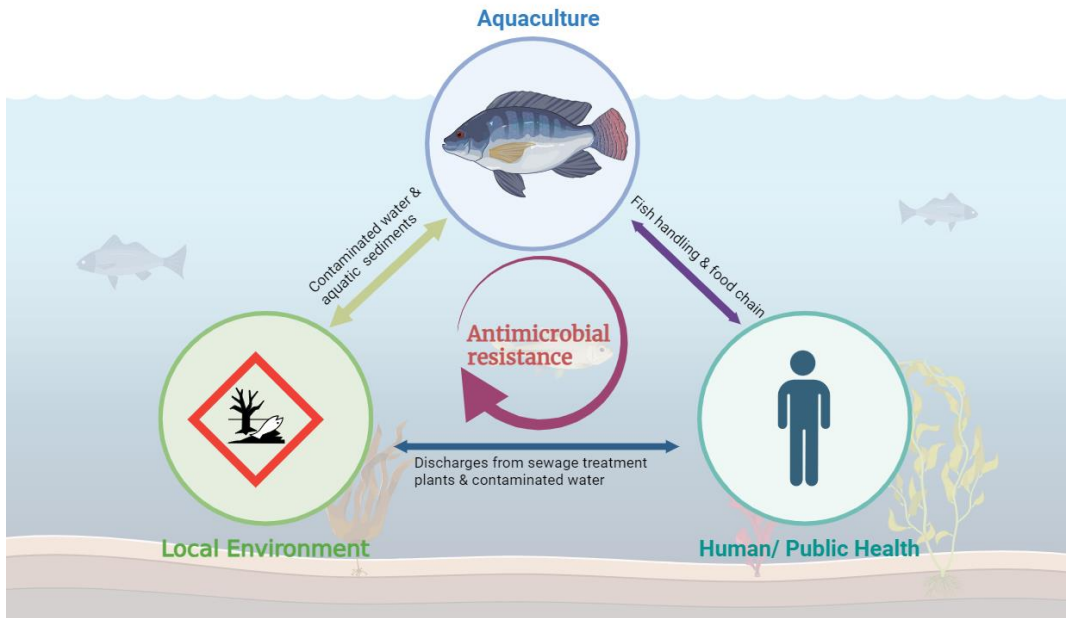 Aquaculture
Contaminated water &
aquatic sediments
Fish handling & food chain
Antimicrobial
resistance
Discharges from sewage treatment
plants & contaminated water
Local Environment
Human/ Public Health